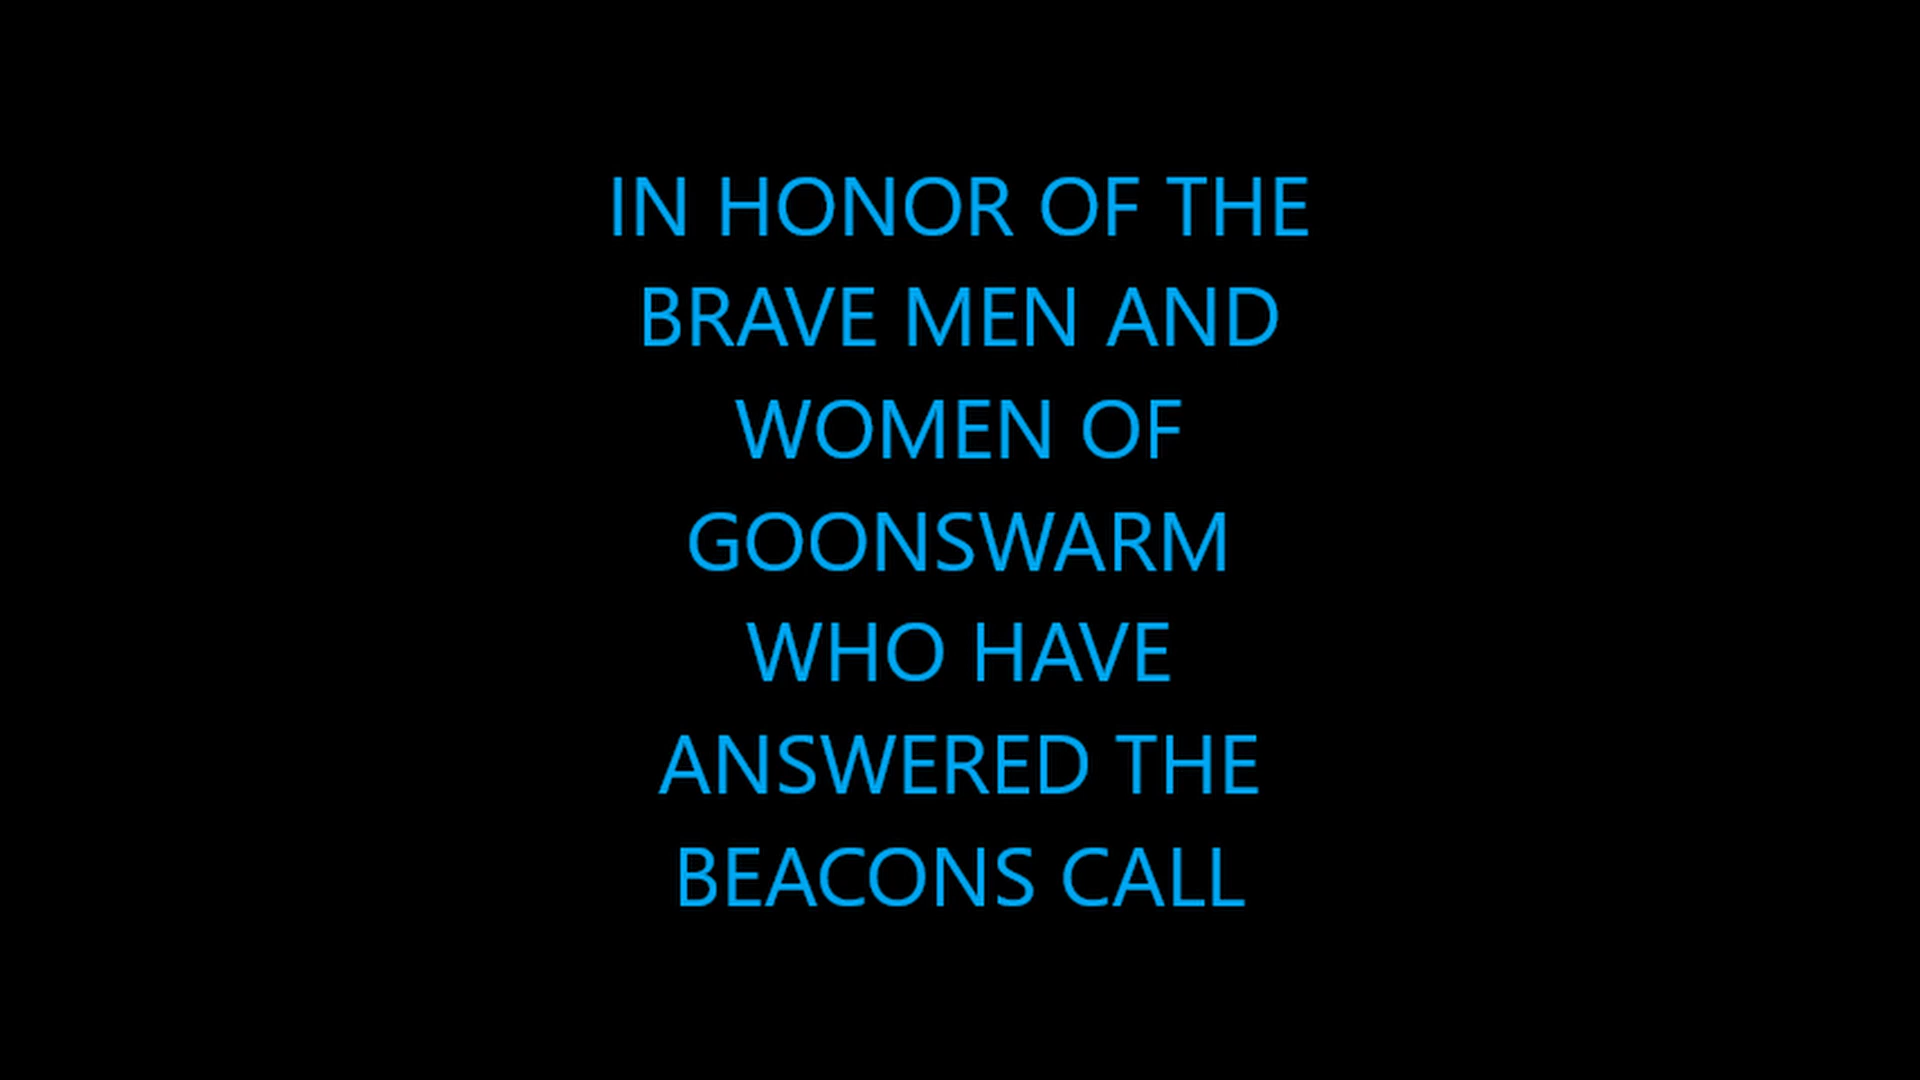 IN HONOR OF THE
BRAVE MEN AND
WOMEN OF
GOONSWARM
WHO HAVE
ANSWERED THE
BEACONS CALL